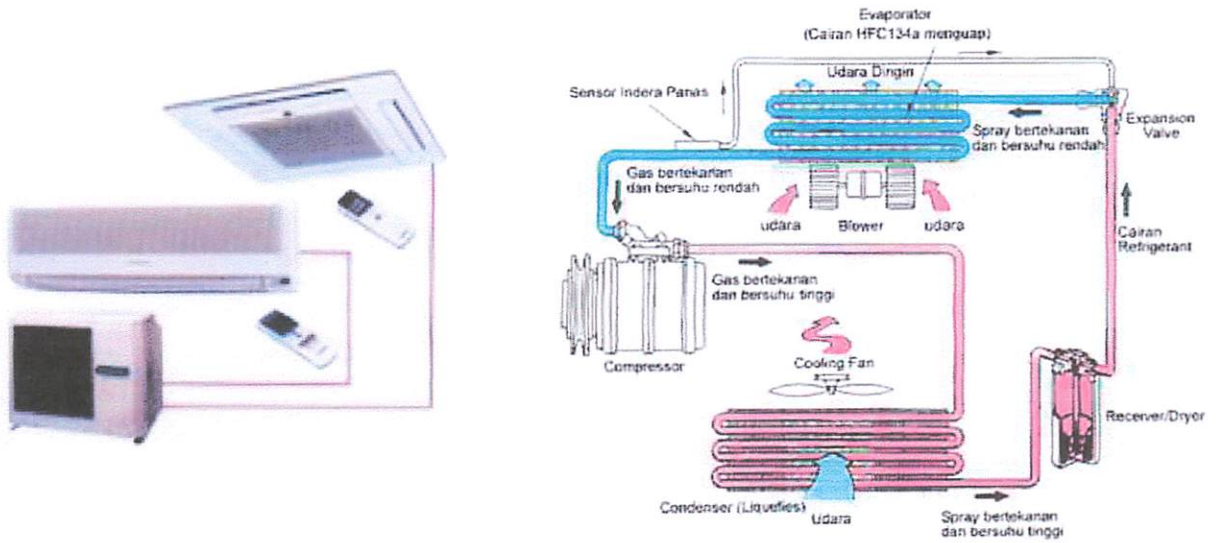 Evaporator
(Cairan HFC134a menguap)
Udara Dingin
Sensor Indera Panas
Expansion
Valve
Spray bertekanan
dan bersuhu rendah
Gas bertekanan
dan bersuhu rendah
udara
Blower
udara
Cairan
Refrigerant
Gas bertekanan
dan bersuhu tinggi
Compressor
Cooling Fan
Receiver/Dryer
Condenser (Liquefies)
Udara
Spray bertekanan
dan bersuhu tinggi